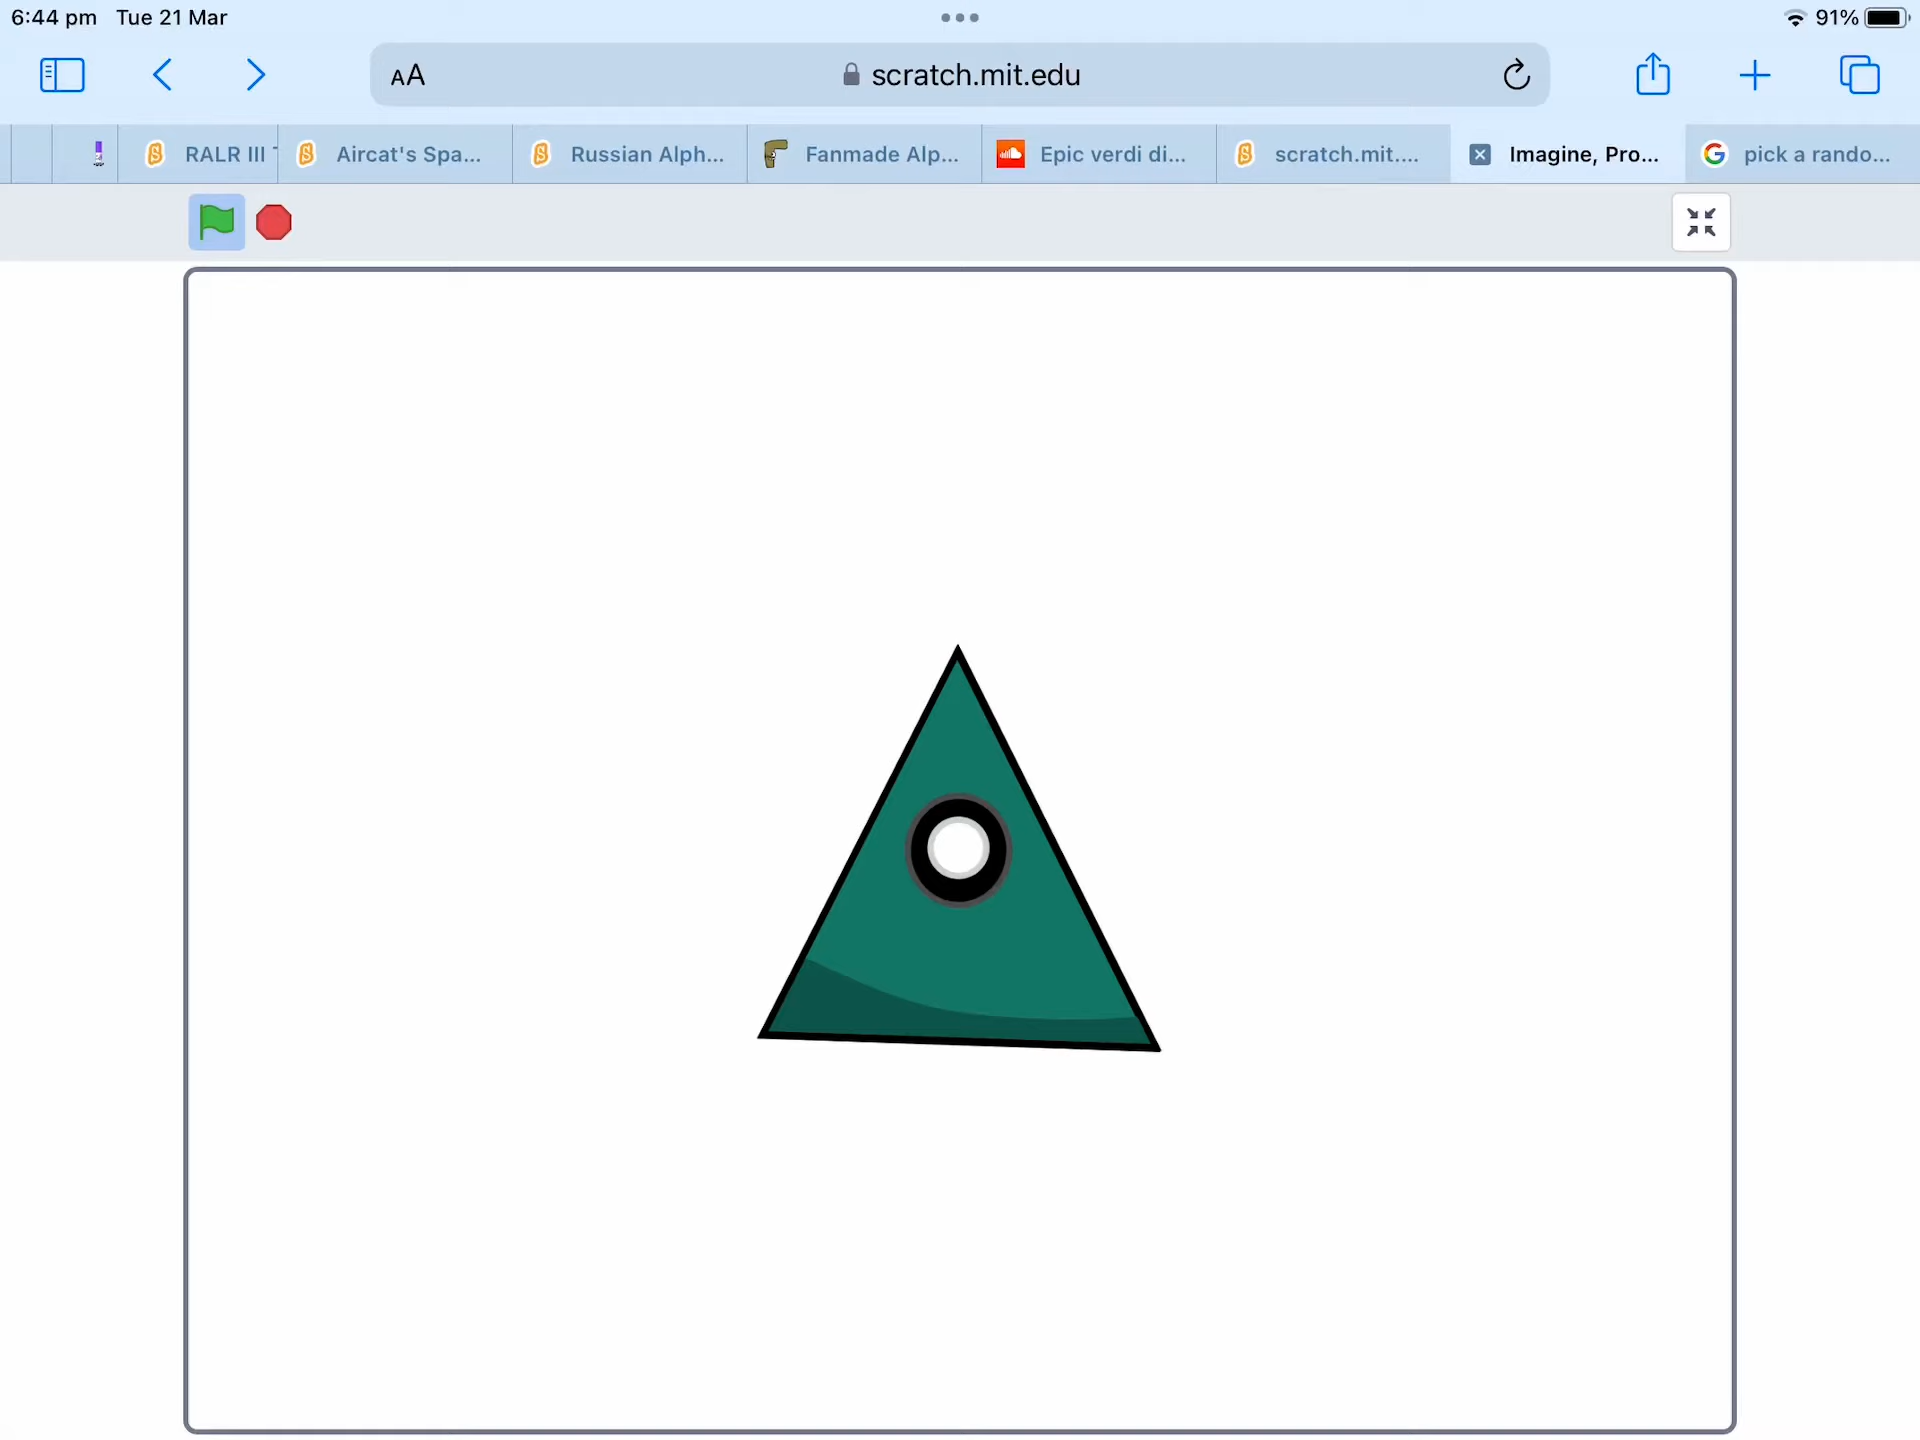 6:44 pm Tue 21 Mar
91%
AA
scratch.mit.edu
RALR III
Aircat's Spa...
Russian Alph...
Fanmade Alp...
Epic verdi di...
scratch.mit....
Imagine, Pro...
pick a rando...